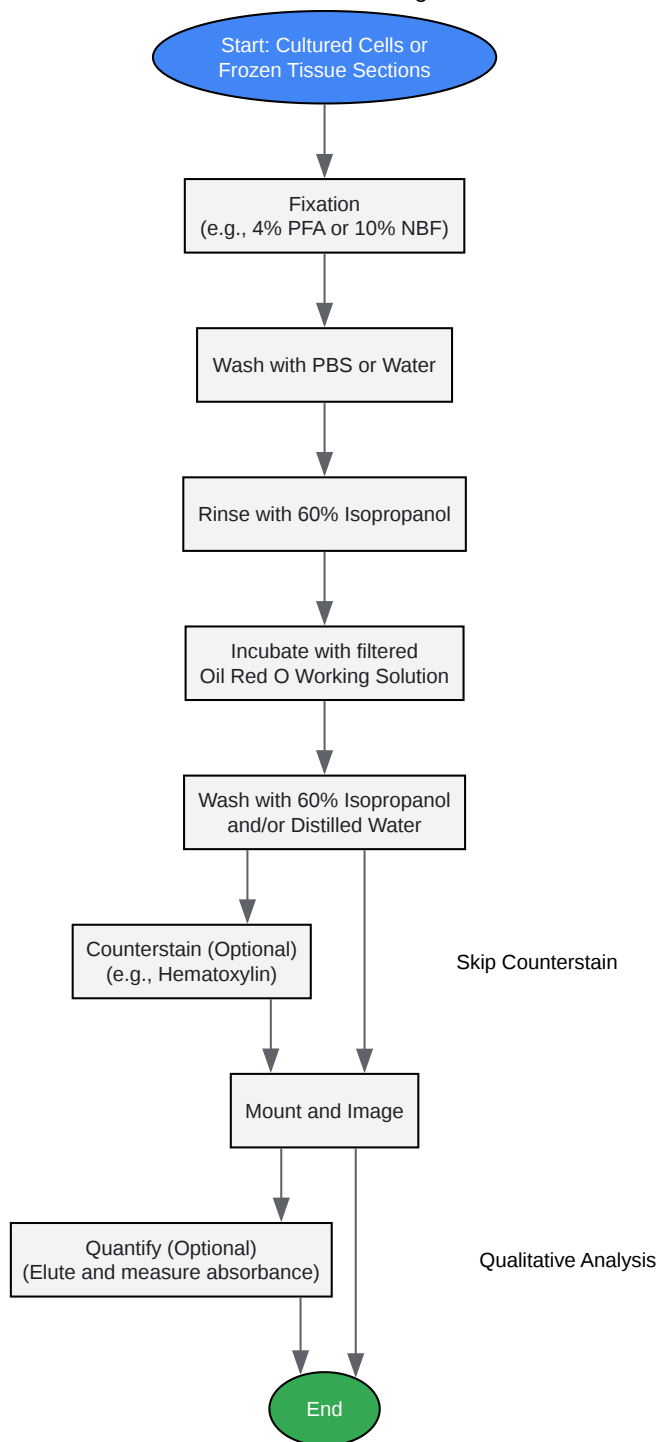 Start: Cultured Cells or
Frozen Tissue Sections
Fixation
(e.g., 4% PFA or 10% NBF)
Wash with PBS or Water
Rinse with 60% Isopropanol
Incubate with filtered
Oil Red O Working Solution
Wash with 60% Isopropanol
and/or Distilled Water
Counterstain (Optional)
(e.g., Hematoxylin)
Skip Counterstain
Mount and Image
Quantify (Optional)
(Elute and measure absorbance)
Qualitative Analysis
End